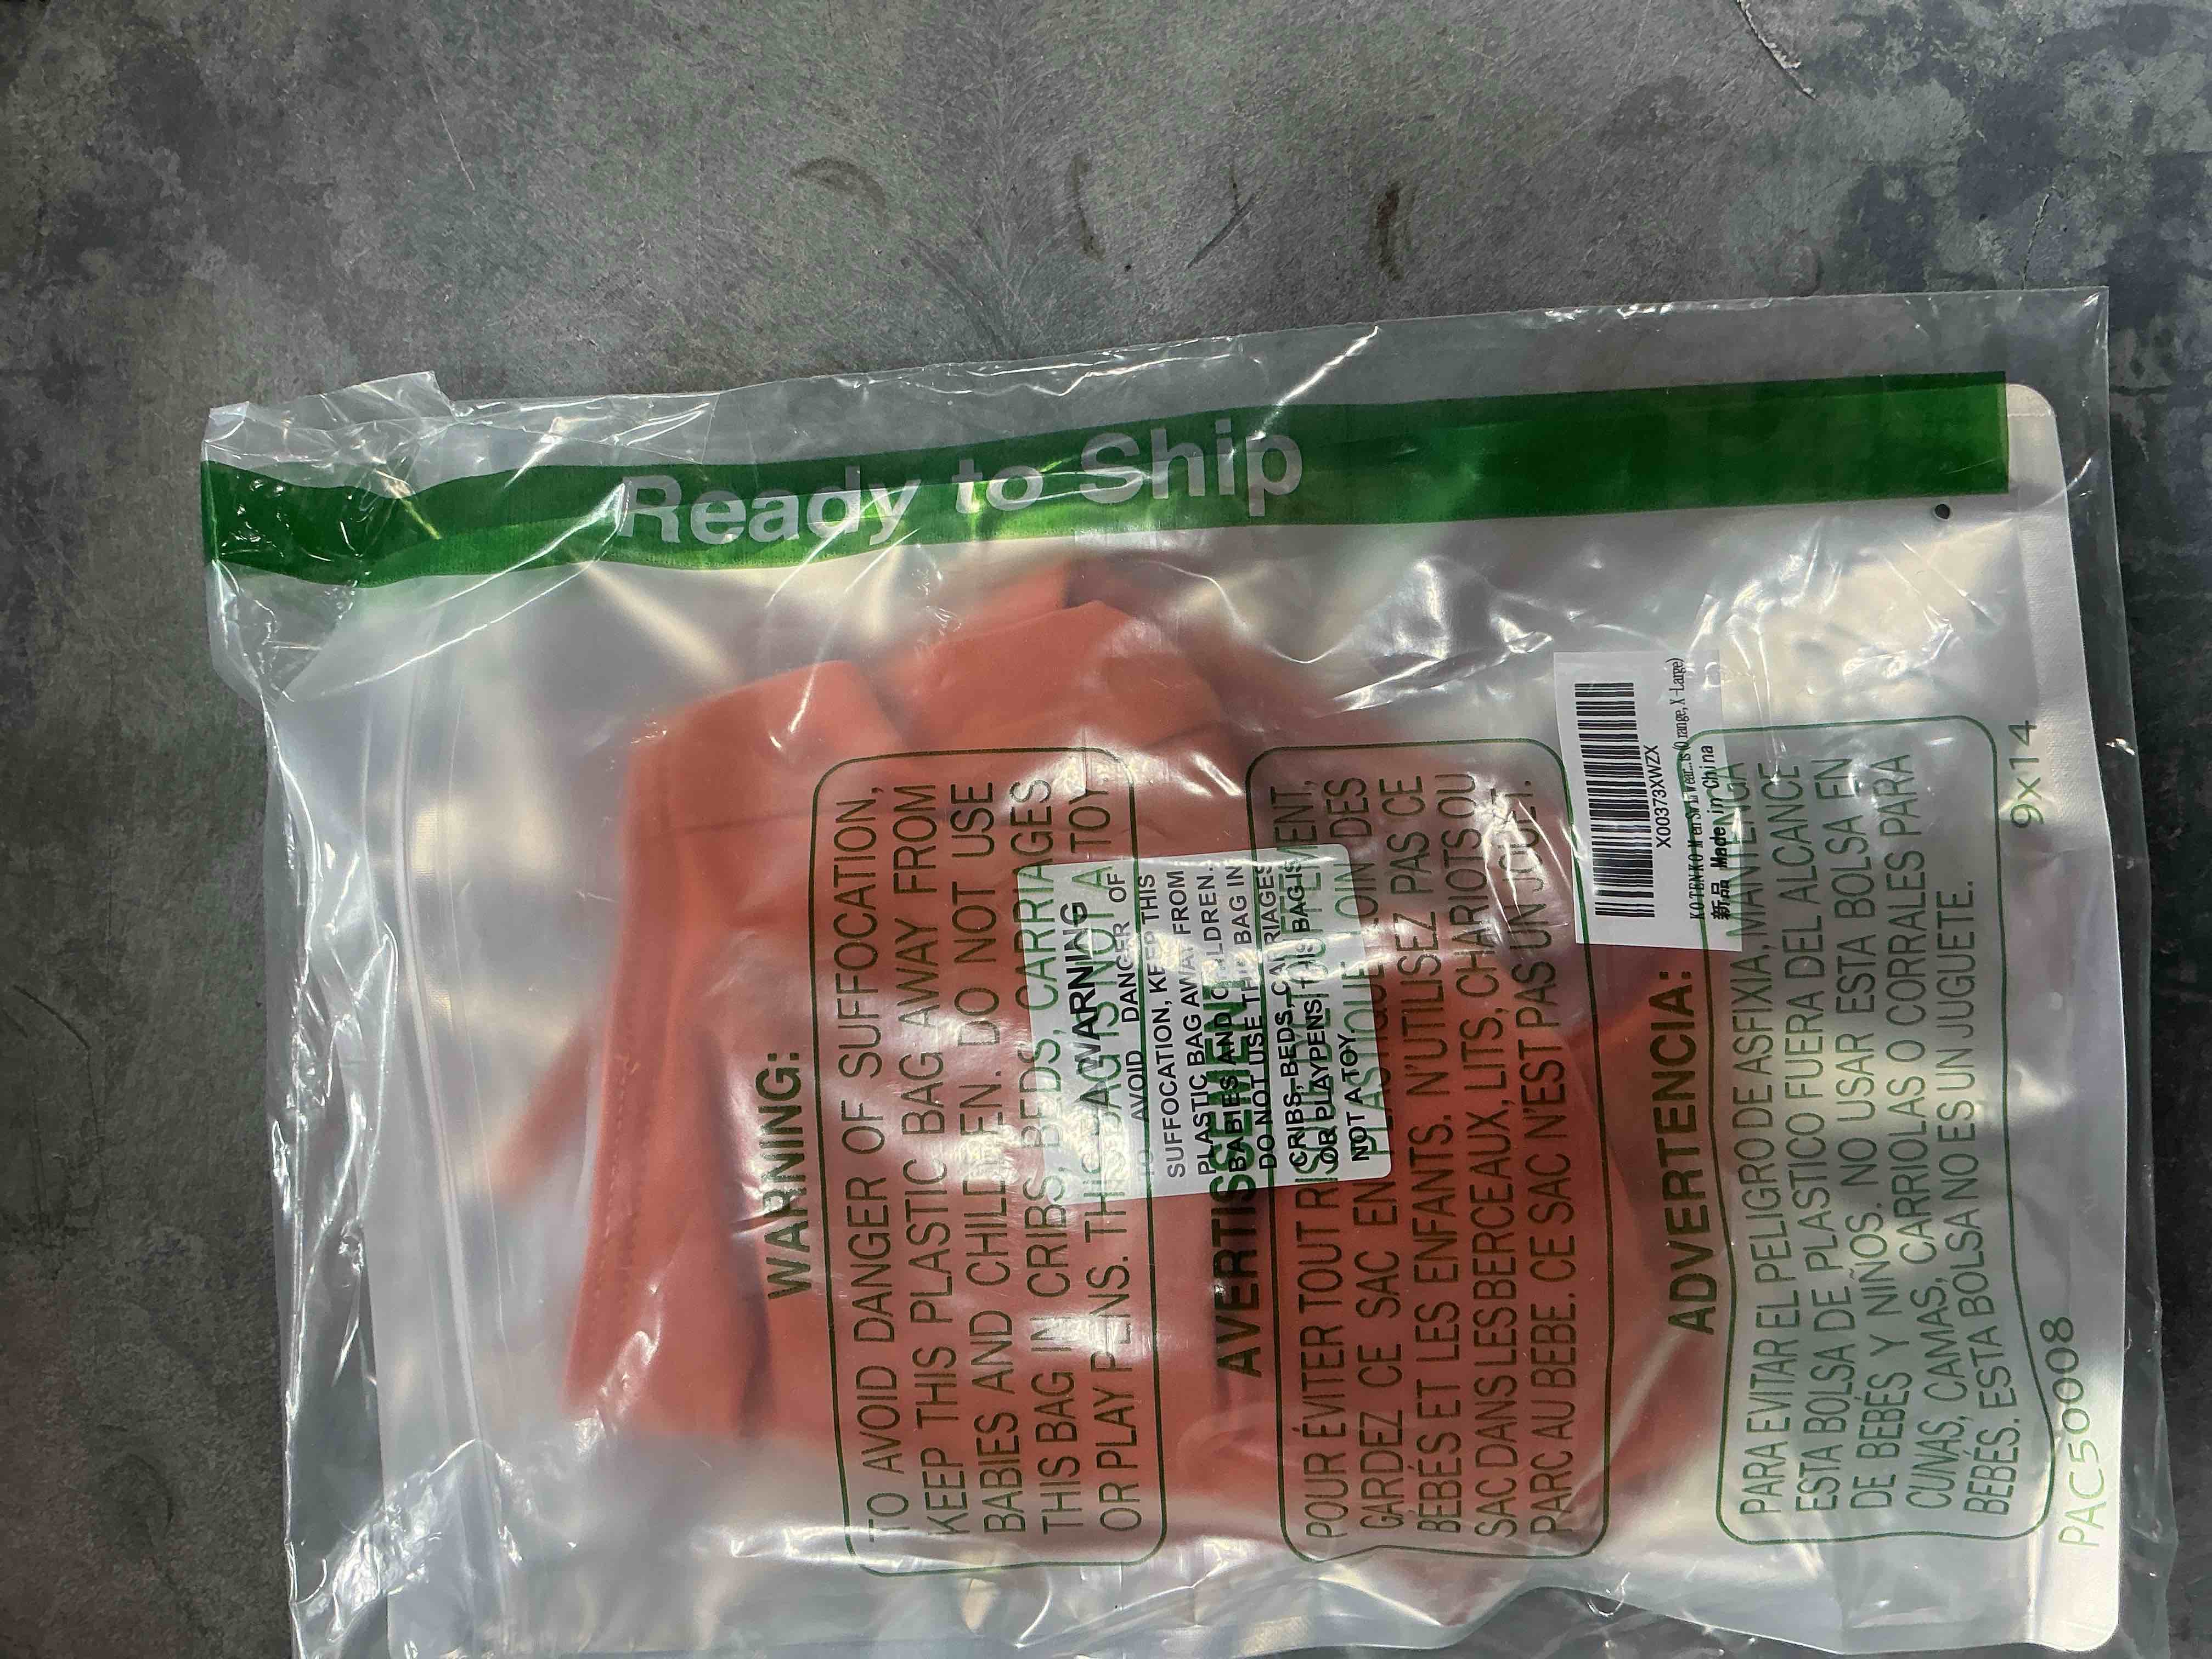 Ready to Ship
WARNING:
TO AVOID DANGER OF SUFFOCATION,
KEEP THIS PLASTIC BAG AWAY FROM
BABIES AND CHILDREN. DO NOT USE
THIS BAG IN CRIBS, BEDS, CARRIAGES
OR PLAY PENS. THIS BAG IS NOT A TOY.
WARNING
TO AVOID DANGER OF
SUFFOCATION, KEEP THIS
PLASTIC BAG AWAY FROM
BABIES AND CHILDREN.
DO NOT USE THIS BAG IN
CRIBS, BEDS, CARRIAGES
OR PLAYPENS. THIS BAG IS
NOT A TOY.
AVERTISSEMENT
POUR ÉVITER TOUT
GARDEZ CE SAC EN PLASTIQUE LOIN DES
BÉBÉS ET LES ENFANTS. N'UTILISEZ PAS CE
SAC DANS LES BERCEAUX, LITS, CHARIOTS OU
PARC AU BEBE. CE SAC N'EST PAS UN JOUET.
X00373XWZX
KOTENKO Men (Orange, X-Large)
新品 Made in China
ADVERTENCIA:
PARA EVITAR EL PELIGRO DE ASFIXIA, MANTENGA
ESTA BOLSA DE PLASTICO FUERA DEL ALCANCE
DE BEBÉS Y NIÑOS. NO USAR ESTA BOLSA EN
CUNAS, CAMAS, CARRIOLAS O CORRALES PARA
BEBÉS. ESTA BOLSA NO ES UN JUGUETE.
PAC50008
9x14